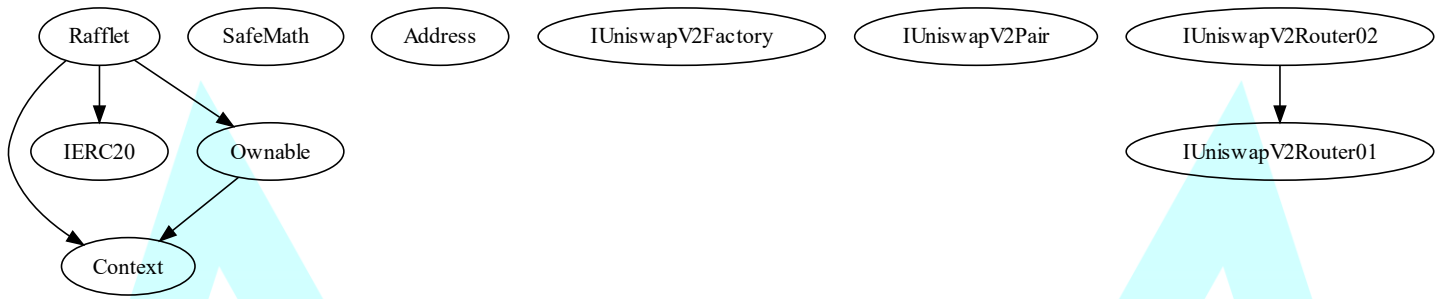 Rafflet
SafeMath
Address
IUniswapV2Factory
IUniswapV2Pair
IUniswapV2Router02
IERC20
Ownable
IUniswapV2Router01
Context